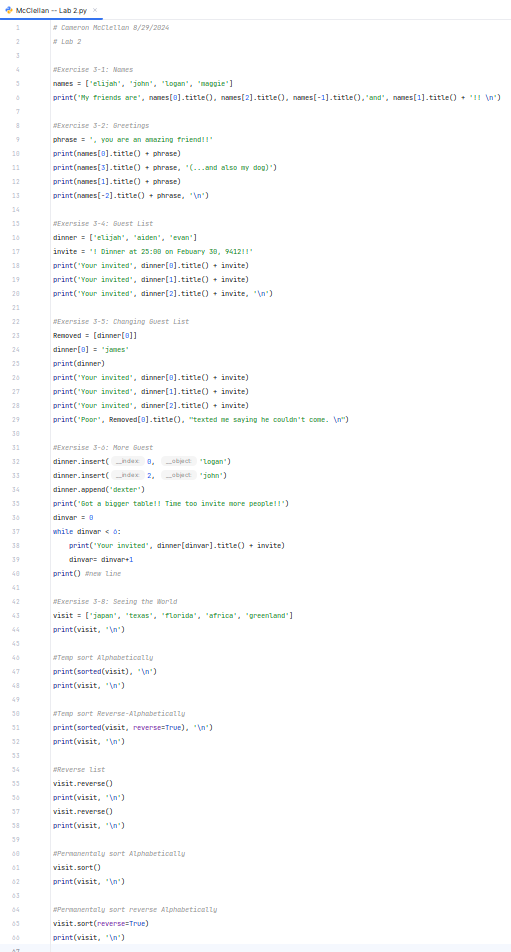 McClellan -- Lab 2.py ×
1 # Cameron McClellan 8/29/2024
2 # Lab 2
3
4 #Exercise 3-1: Names
5 names = ['elijah', 'john', 'logan', 'maggie']
6 print('My friends are', names[0].title(), names[2].title(), names[-1].title(),'and', names[1].title() + '!! \n')
7
8 #Exersise 3-2: Greetings
9 phrase = ', you are an amazing friend!!'
10 print(names[0].title() + phrase)
11 print(names[3].title() + phrase, '(...and also my dog)')
12 print(names[1].title() + phrase)
13 print(names[-2].title() + phrase, '\n')
14
15 #Exersise 3-4: Guest List
16 dinner = ['elijah', 'aiden', 'evan']
17 invite = '! Dinner at 25:00 on Febuary 30, 9412!!'
18 print('Your invited', dinner[0].title() + invite)
19 print('Your invited', dinner[1].title() + invite)
20 print('Your invited', dinner[2].title() + invite, '\n')
21
22 #Exersise 3-5: Changing Guest List
23 Removed = [dinner[0]]
24 dinner[0] = 'james'
25 print(dinner)
26 print('Your invited', dinner[0].title() + invite)
27 print('Your invited', dinner[1].title() + invite)
28 print('Your invited', dinner[2].title() + invite)
29 print('Poor', Removed[0].title(), "texted me saying he couldn't come. \n")
30
31 #Exersise 3-6: More Guest
32 dinner.insert( __index: 0, __object: 'logan')
33 dinner.insert( __index: 2, __object: 'john')
34 dinner.append('dexter')
35 print('Got a bigger table!! Time too invite more people!!')
36 dinvar = 0
37 while dinvar < 6:
38 print('Your invited', dinner[dinvar].title() + invite)
39 dinvar= dinvar+1
40 print() #new line
41
42 #Exersise 3-8: Seeing the World
43 visit = ['japan', 'texas', 'florida', 'africa', 'greenland']
44 print(visit, '\n')
45
46 #Temp sort Alphabetically
47 print(sorted(visit), '\n')
48 print(visit, '\n')
49
50 #Temp sort Reverse-Alphabetically
51 print(sorted(visit, reverse=True), '\n')
52 print(visit, '\n')
53
54 #Reverse list
55 visit.reverse()
56 print(visit, '\n')
57 visit.reverse()
58 print(visit, '\n')
59
60 #Permanentaly sort Alphabetically
61 visit.sort()
62 print(visit, '\n')
63
64 #Permanentaly sort reverse Alphabetically
65 visit.sort(reverse=True)
66 print(visit, '\n')
67